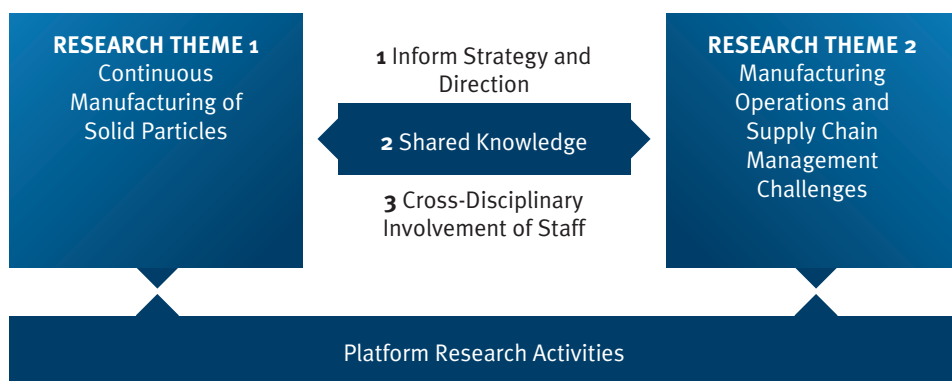 RESEARCH THEME 1
Continuous
Manufacturing of
Solid Particles
1 Inform Strategy and
Direction
2 Shared Knowledge
3 Cross-Disciplinary
Involvement of Staff
RESEARCH THEME 2
Manufacturing
Operations and
Supply Chain
Management
Challenges
Platform Research Activities